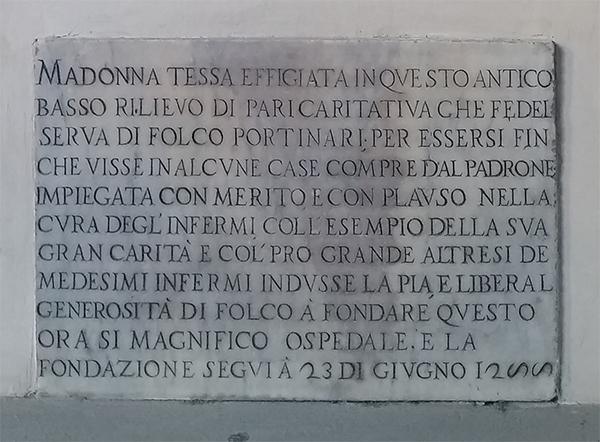 MADONNA TESSA EFFIGIATA IN QVESTO ANTICO
BASSO RILIEVO DI PARI CARITATIVA CHE FEDEL
SERVA DI FOLCO PORTINARI, PER ESSERSI FIN
CHE VISSE IN ALCVNE CASE COMPRE DAL PADRONE
IMPIEGATA CON MERITO, E CON PLAVSO NELLA
CVRA DEGL'INFERMI COLL'ESEMPIO DELLA SVA
GRAN CARITÀ E COL'PRO GRANDE ALTRESI DE
MEDESIMI INFERMI INDVSSE LA PIA, E LIBERAL
GENEROSITÀ DI FOLCO À FONDARE QVESTO
ORA SI MAGNIFICO OSPEDALE. E LA
FONDAZIONE SEGVI À 23 DI GIVGNO 1288